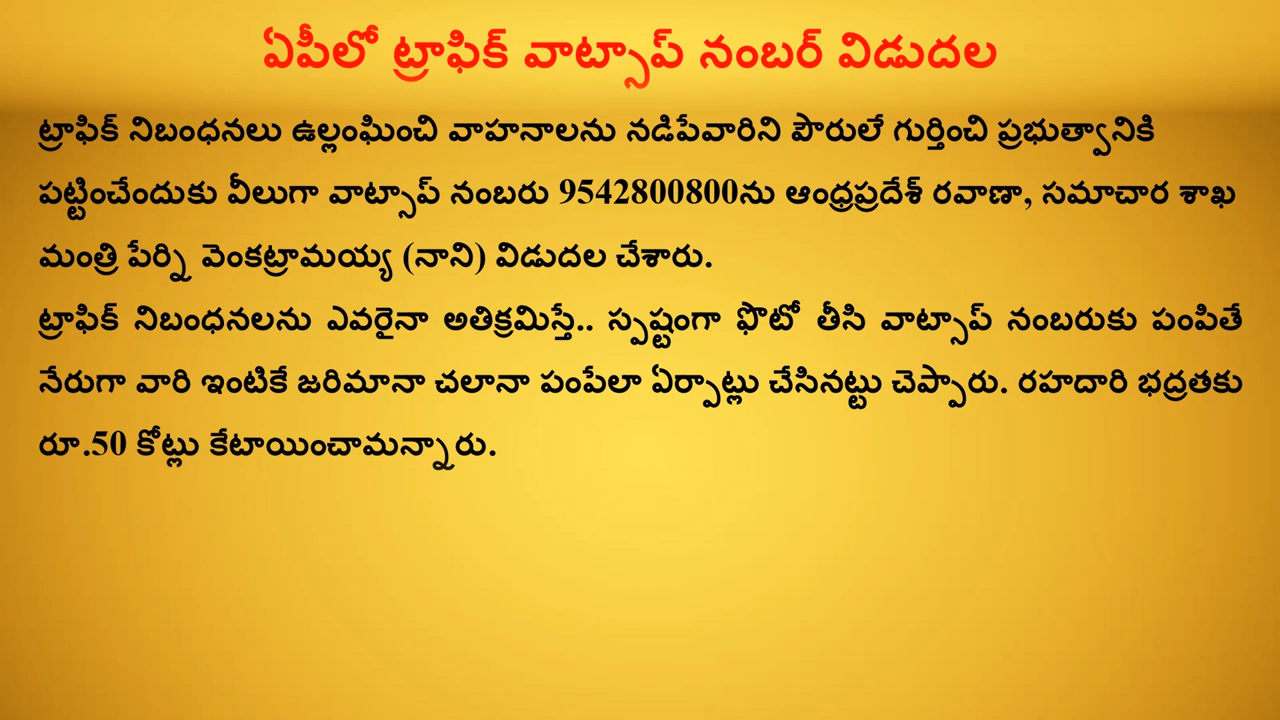 ఏపీలో ట్రాఫిక్ వాట్సాప్ నంబర్ విడుదల
ట్రాఫిక్ నిబంధనలు ఉల్లంఘించి వాహనాలను నడిపేవారిని పౌరులే గుర్తించి ప్రభుత్వానికి
పట్టించేందుకు వీలుగా వాట్సాప్ నంబరు 9542800800ను ఆంధ్రప్రదేశ్ రవాణా, సమాచార శాఖ
మంత్రి పేర్ని వెంకట్రామయ్య (నాని) విడుదల చేశారు.
ట్రాఫిక్ నిబంధనలను ఎవరైనా అతిక్రమిస్తే.. స్పష్టంగా ఫొటో తీసి వాట్సాప్ నంబరుకు పంపితే
నేరుగా వారి ఇంటికే జరిమానా చలానా పంపేలా ఏర్పాట్లు చేసినట్టు చెప్పారు. రహదారి భద్రతకు
రూ.50 కోట్లు కేటాయించామన్నారు.